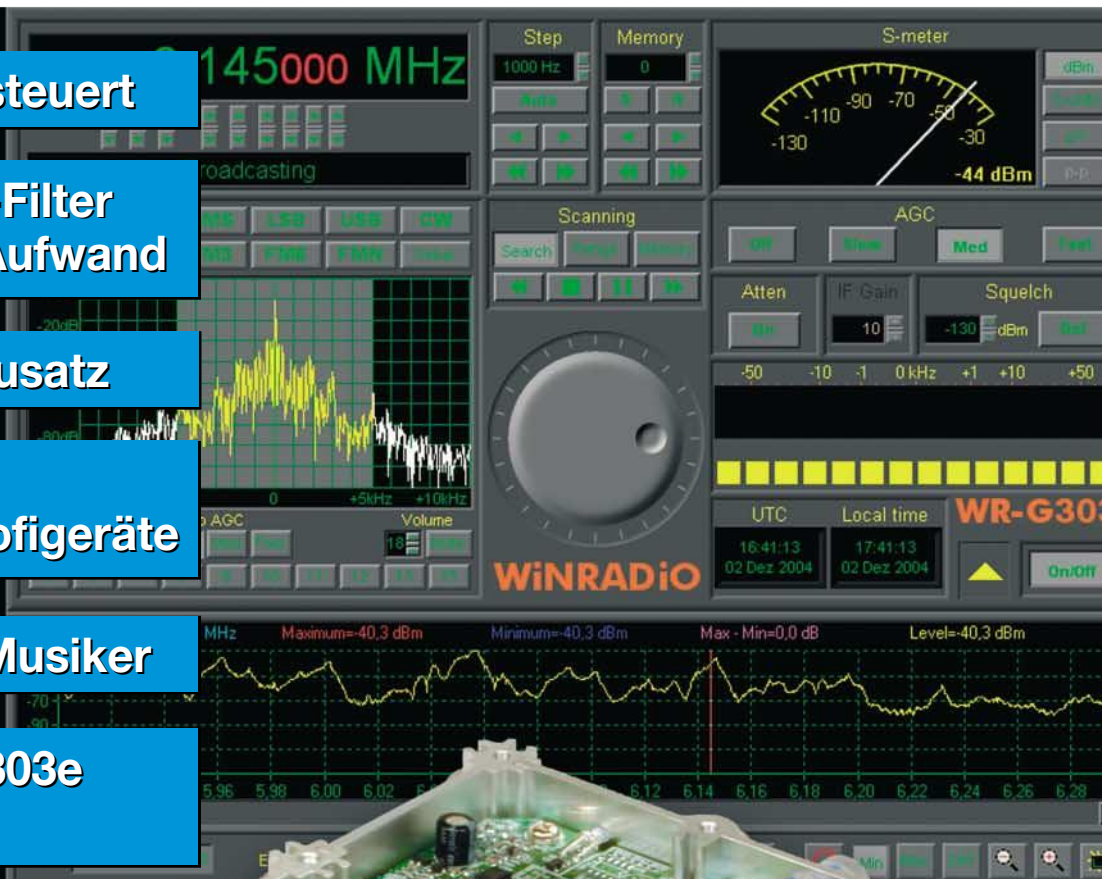 steuert
-Filter
Aufwand
usatz
ofigeräte
Musiker
303e
145000 MHz
roadcasting
LSB USB CW
FM6 FMN
-20dB
-80dB
0 +5kHz +10kHz
AGC Volume
18
Step Memory
1000 Hz 0
Auto
Scanning
Search
WiNRADiO
S-meter
dBm
-130 -110 -90 -70 -50 -30
-44 dBm
AGC
Off Slow Med Fast
Atten IF Gain Squelch
10 -130 dBm
-50 -10 -1 0 kHz +1 +10 +50
UTC Local time WR-G303
16:41:13 17:41:13
02 Dez 2004 02 Dez 2004
On/Off
MHz Maximum=-40,3 dBm Minimum=-40,3 dBm Max - Min=0,0 dB Level=-40,3 dBm
-70
-90
5,96 5,98 6,00 6,02 6,12 6,14 6,16 6,18 6,20 6,22 6,24 6,26 6,28
Min